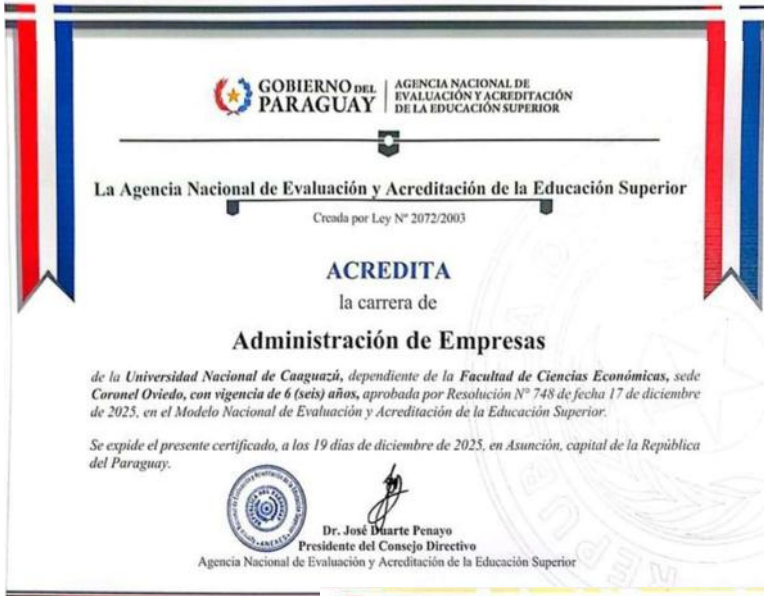 GOBIERNO DEL
PARAGUAY
AGENCIA NACIONAL DE
EVALUACIÓN Y ACREDITACIÓN
DE LA EDUCACIÓN SUPERIOR
La Agencia Nacional de Evaluación y Acreditación de la Educación Superior
Creada por Ley Nº 2072/2003
ACREDITA
la carrera de
Administración de Empresas
de la Universidad Nacional de Caaguazú, dependiente de la Facultad de Ciencias Económicas, sede
Coronel Oviedo, con vigencia de 6 (seis) años, aprobada por Resolución Nº 748 de fecha 17 de diciembre
de 2025, en el Modelo Nacional de Evaluación y Acreditación de la Educación Superior.
Se expide el presente certificado, a los 19 días de diciembre de 2025, en Asunción, capital de la República
del Paraguay.
Dr. José Duarte Penayo
Presidente del Consejo Directivo
Agencia Nacional de Evaluación y Acreditación de la Educación Superior